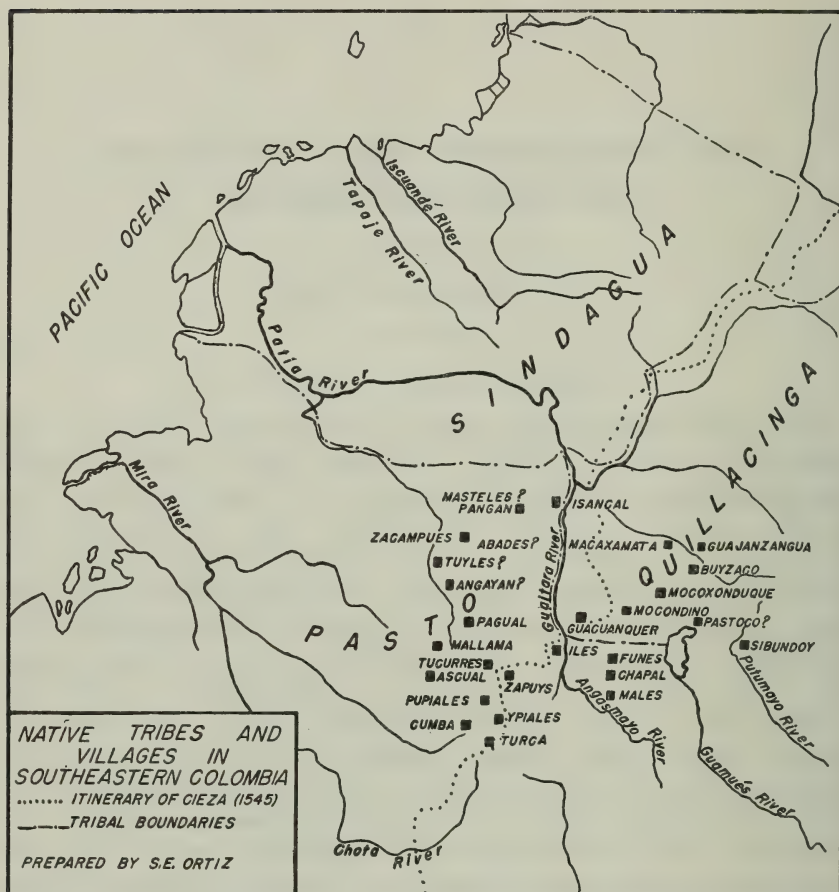 PACIFIC OCEAN
Iscuandé River
Tapaje River
Patía River
SINDAGUA
QUILLACINGA
Mira River
MASTELES ?
PANGAN
ISANCAL
ZACAMPUES
ABADES?
MACAXAMATA
GUAJANZANGUA
TUYLES ?
BUYZACO
ANGAYAN?
MOCOXONDUQUE
Guáitara River
MOCONDINO
PASTO
PAGUAL
GUACUANQUER
PASTOCO?
MALLAMA
ILES
SIBUNDOY
TUCURRES
FUNES
ASCUAL
ZAPUYS
CHAPAL
PUPIALES
MALES
Putumayo River
Angasmayo River
CUMBA
YPIALES
TURCA
Guamués River
Chota River
NATIVE TRIBES AND
VILLAGES IN
SOUTHEASTERN COLOMBIA
ITINERARY OF CIEZA (1545)
TRIBAL BOUNDARIES
PREPARED BY S.E. ORTIZ